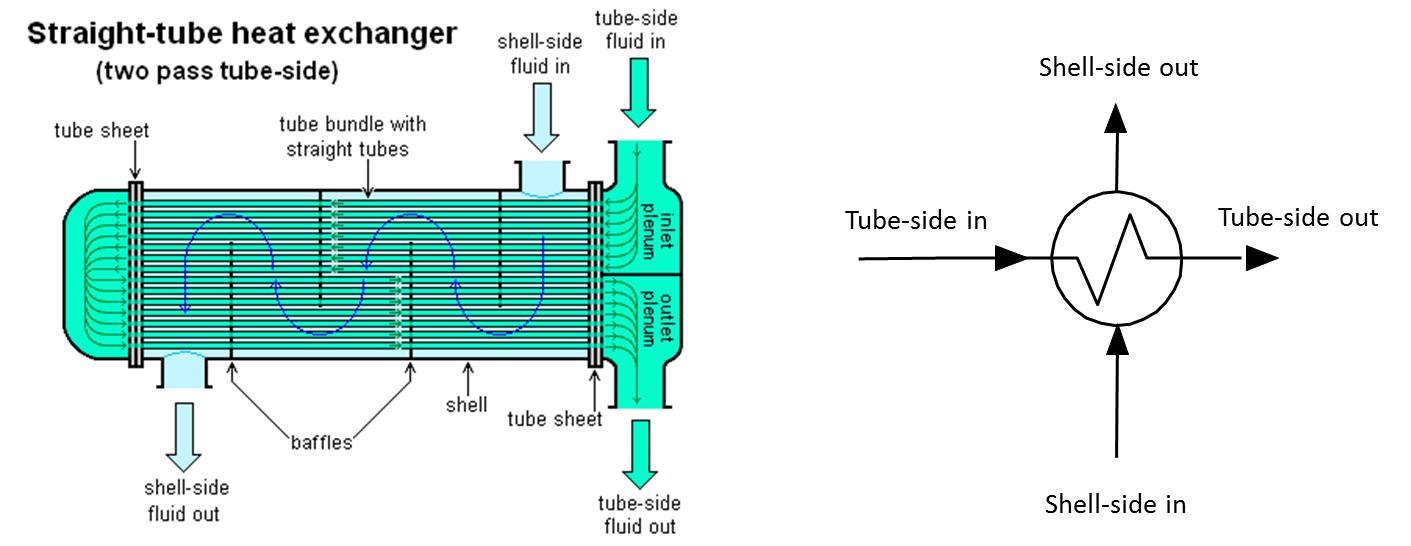 Straight-tube heat exchanger
(two pass tube-side)
tube-side
fluid in
shell-side
fluid in
tube sheet
tube bundle with
straight tubes
inlet
plenum
outlet
plenum
shell
tube sheet
baffles
shell-side
fluid out
tube-side
fluid out
Shell-side out
Tube-side in
Tube-side out
Shell-side in